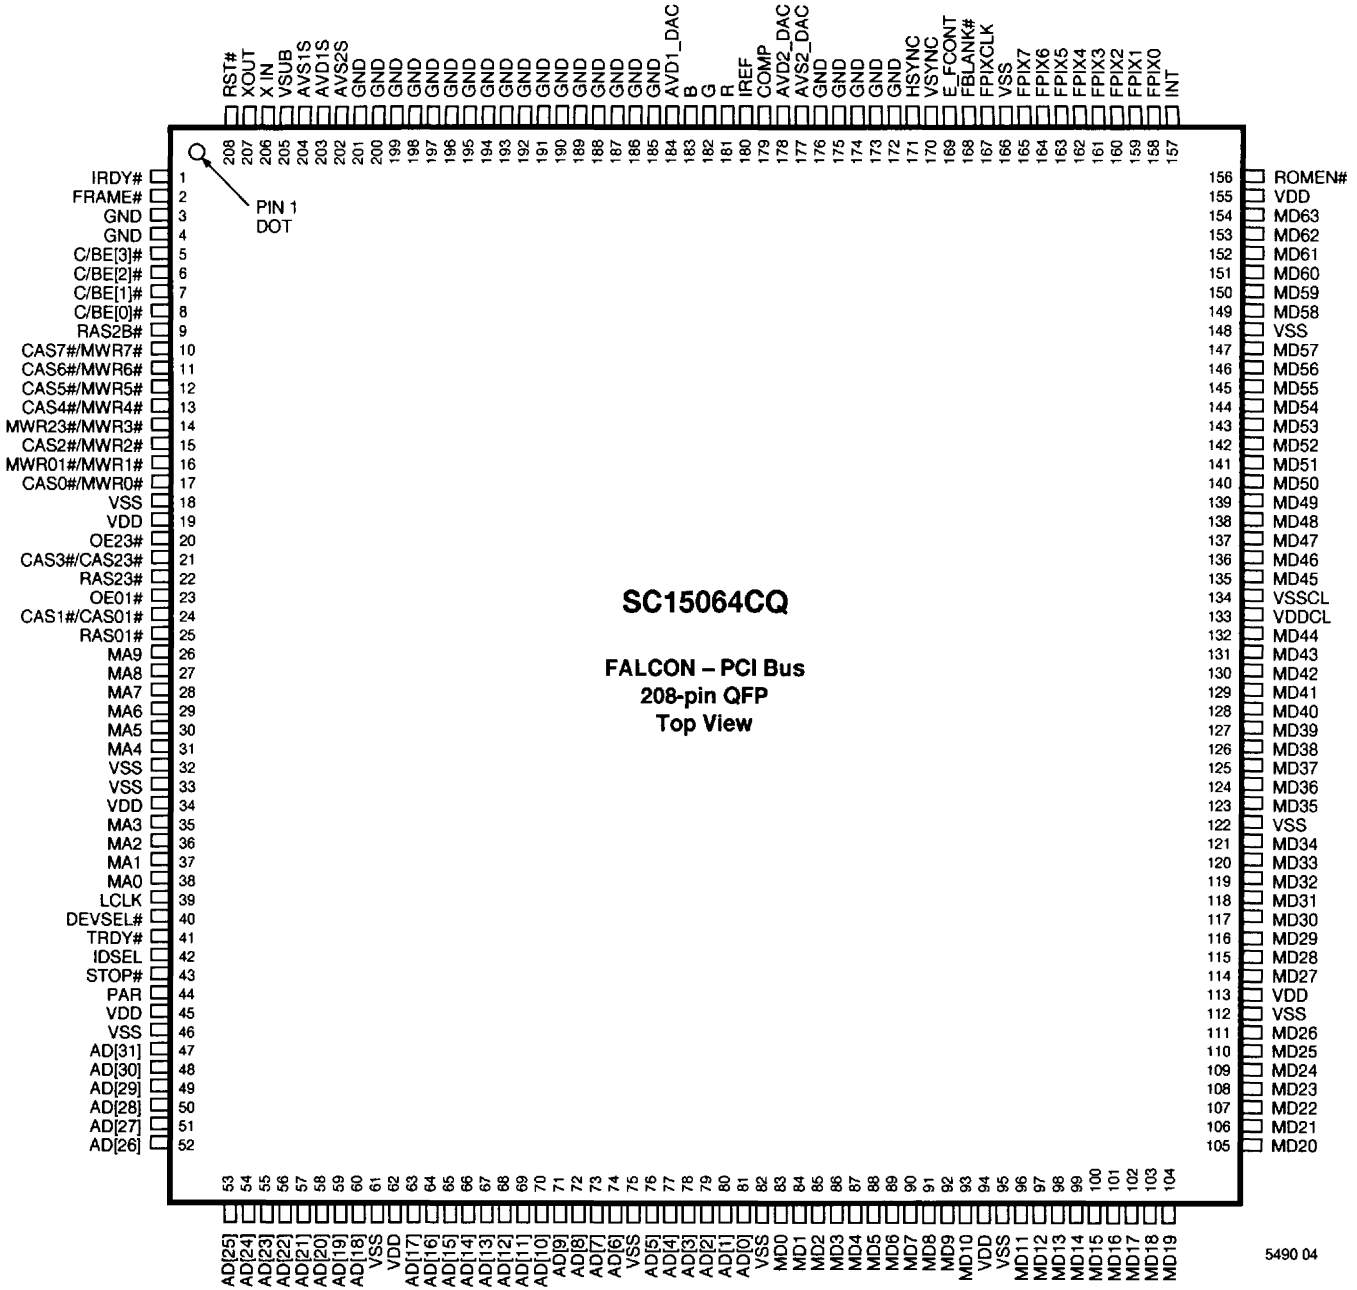 RST# XOUT XIN VSUB AVS1S AVD1S AVS2S GND GND GND GND GND GND GND GND GND GND GND GND GND GND GND GND GND AVD1_DAC B G R IREF COMP AVD2_DAC AVS2_DAC GND GND GND GND GND HSYNC VSYNC E_FCONT FBLANK# FPIXCLK VSS FPIX7 FPIX6 FPIX5 FPIX4 FPIX3 FPIX2 FPIX1 FPIX0 INT
208 207 206 205 204 203 202 201 200 199 198 197 196 195 194 193 192 191 190 189 188 187 186 185 184 183 182 181 180 179 178 177 176 175 174 173 172 171 170 169 168 167 166 165 164 163 162 161 160 159 158 157
PIN 1
DOT
IRDY# 1
FRAME# 2
GND 3
GND 4
C/BE[3]# 5
C/BE[2]# 6
C/BE[1]# 7
C/BE[0]# 8
RAS2B# 9
CAS7#/MWR7# 10
CAS6#/MWR6# 11
CAS5#/MWR5# 12
CAS4#/MWR4# 13
MWR23#/MWR3# 14
CAS2#/MWR2# 15
MWR01#/MWR1# 16
CAS0#/MWR0# 17
VSS 18
VDD 19
OE23# 20
CAS3#/CAS23# 21
RAS23# 22
OE01# 23
CAS1#/CAS01# 24
RAS01# 25
MA9 26
MA8 27
MA7 28
MA6 29
MA5 30
MA4 31
VSS 32
VSS 33
VDD 34
MA3 35
MA2 36
MA1 37
MA0 38
LCLK 39
DEVSEL# 40
TRDY# 41
IDSEL 42
STOP# 43
PAR 44
VDD 45
VSS 46
AD[31] 47
AD[30] 48
AD[29] 49
AD[28] 50
AD[27] 51
AD[26] 52
SC15064CQ
FALCON – PCI Bus
208-pin QFP
Top View
156 ROMEN#
155 VDD
154 MD63
153 MD62
152 MD61
151 MD60
150 MD59
149 MD58
148 VSS
147 MD57
146 MD56
145 MD55
144 MD54
143 MD53
142 MD52
141 MD51
140 MD50
139 MD49
138 MD48
137 MD47
136 MD46
135 MD45
134 VSSCL
133 VDDCL
132 MD44
131 MD43
130 MD42
129 MD41
128 MD40
127 MD39
126 MD38
125 MD37
124 MD36
123 MD35
122 VSS
121 MD34
120 MD33
119 MD32
118 MD31
117 MD30
116 MD29
115 MD28
114 MD27
113 VDD
112 VSS
111 MD26
110 MD25
109 MD24
108 MD23
107 MD22
106 MD21
105 MD20
53 54 55 56 57 58 59 60 61 62 63 64 65 66 67 68 69 70 71 72 73 74 75 76 77 78 79 80 81 82 83 84 85 86 87 88 89 90 91 92 93 94 95 96 97 98 99 100 101 102 103 104
AD[25] AD[24] AD[23] AD[22] AD[21] AD[20] AD[19] AD[18] VSS VDD AD[17] AD[16] AD[15] AD[14] AD[13] AD[12] AD[11] AD[10] AD[9] AD[8] AD[7] AD[6] VSS AD[5] AD[4] AD[3] AD[2] AD[1] AD[0] VSS MD0 MD1 MD2 MD3 MD4 MD5 MD6 MD7 MD8 MD9 MD10 VDD VSS MD11 MD12 MD13 MD14 MD15 MD16 MD17 MD18 MD19
5490 04